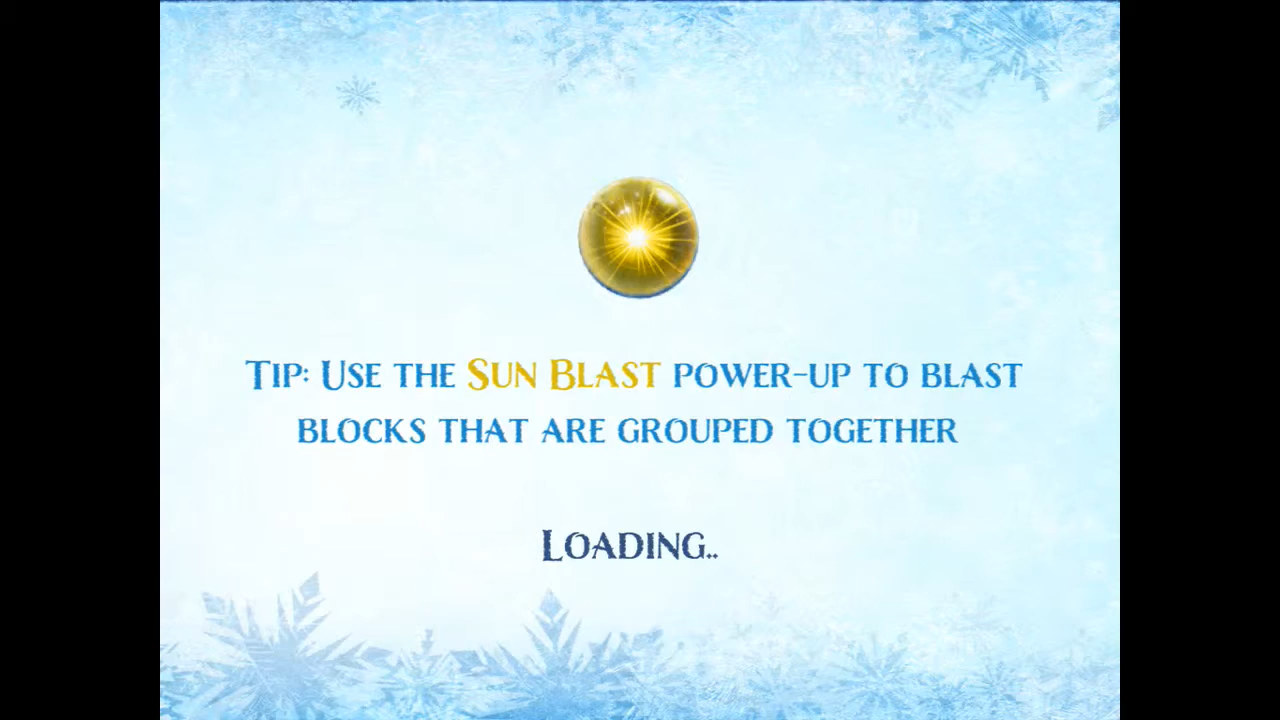 Tip: Use the Sun Blast power-up to blast
blocks that are grouped together
Loading..